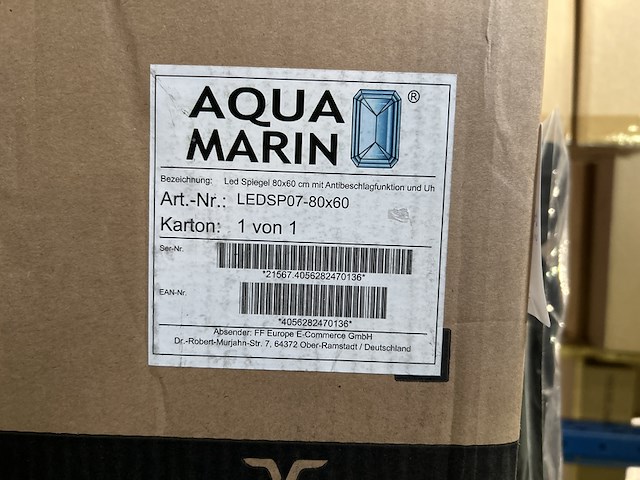 AQUA ®
MARIN
Bezeichnung: Led Spiegel 80x60 cm mit Antibeschlagfunktion und Uh
Art.-Nr.: LEDSP07-80x60
Karton: 1 von 1
Ser-Nr.
*21567.4056282470136*
EAN-Nr.
*4056282470136*
Absender: FF Europe E-Commerce GmbH
Dr.-Robert-Murjahn-Str. 7, 64372 Ober-Ramstadt / Deutschland